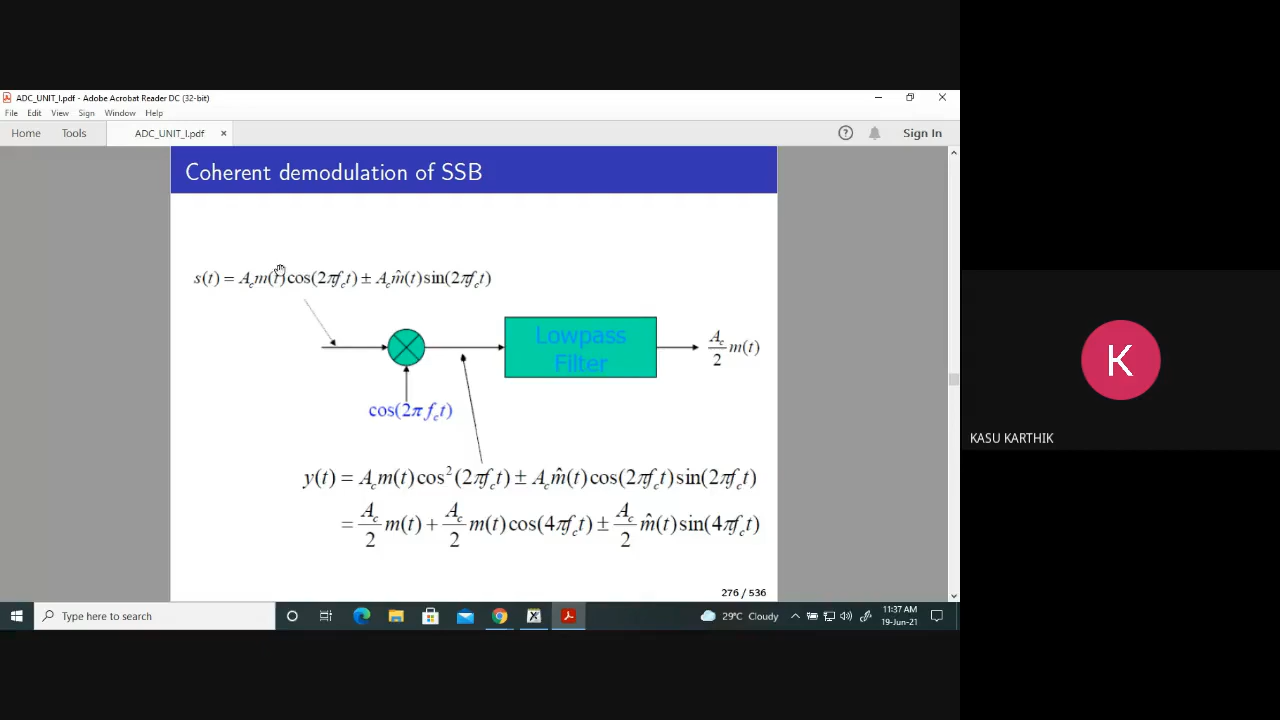 ADC_UNIT_I.pdf - Adobe Acrobat Reader DC (32-bit)
File Edit View Sign Window Help
Home Tools ADC_UNIT_I.pdf × ? Sign In
Coherent demodulation of SSB
s(t) = A_c m(t)cos(2πf_c t) ± A_c m̂(t)sin(2πf_c t)
Lowpass
Filter
A_c/2 m(t)
cos(2π f_c t)
y(t) = A_c m(t)cos²(2πf_c t) ± A_c m̂(t)cos(2πf_c t)sin(2πf_c t)
= A_c/2 m(t) + A_c/2 m(t)cos(4πf_c t) ± A_c/2 m̂(t)sin(4πf_c t)
276 / 536
Type here to search
29°C Cloudy
11:37 AM
19-Jun-21
K
KASU KARTHIK